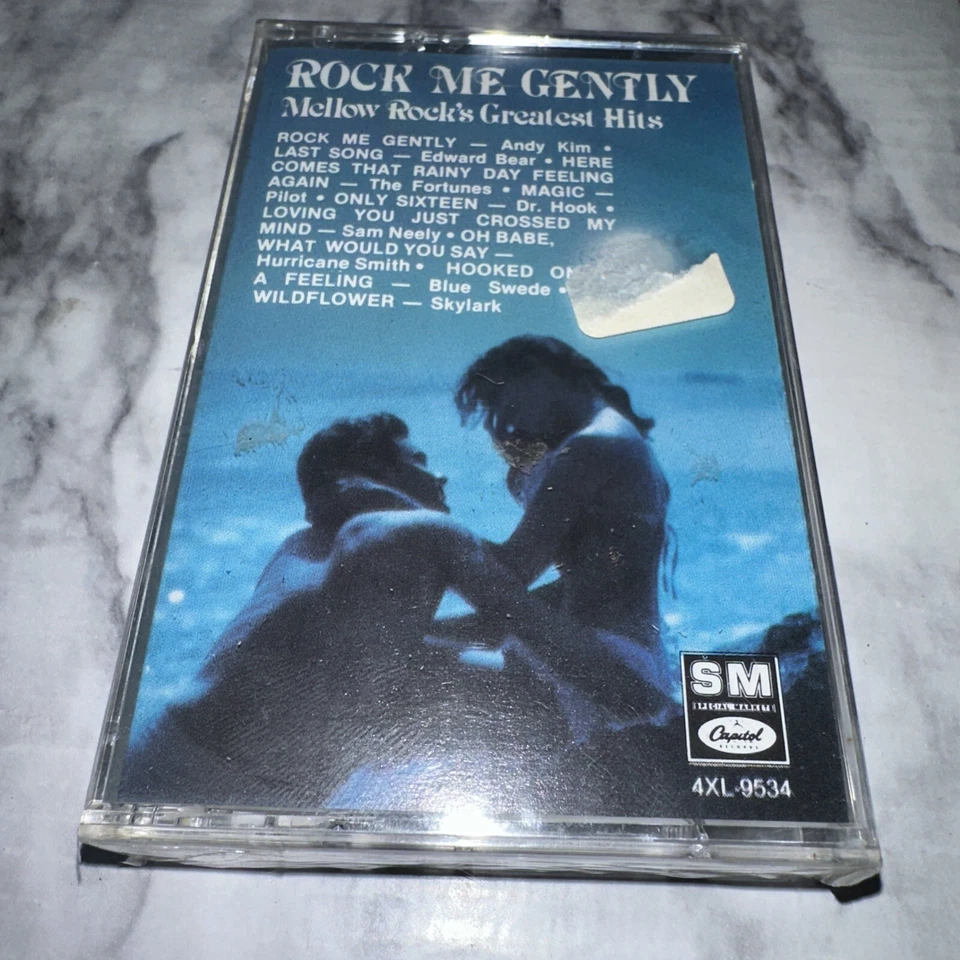 ROCK ME GENTLY
Mellow Rock's Greatest Hits
ROCK ME GENTLY — Andy Kim •
LAST SONG — Edward Bear • HERE
COMES THAT RAINY DAY FEELING
AGAIN — The Fortunes • MAGIC —
Pilot • ONLY SIXTEEN — Dr. Hook •
LOVING YOU JUST CROSSED MY
MIND — Sam Neely • OH BABE,
WHAT WOULD YOU SAY —
Hurricane Smith • HOOKED ON
A FEELING — Blue Swede •
WILDFLOWER — Skylark
SM
SPECIAL MARKETS
Capitol
RECORDS
4XL-9534